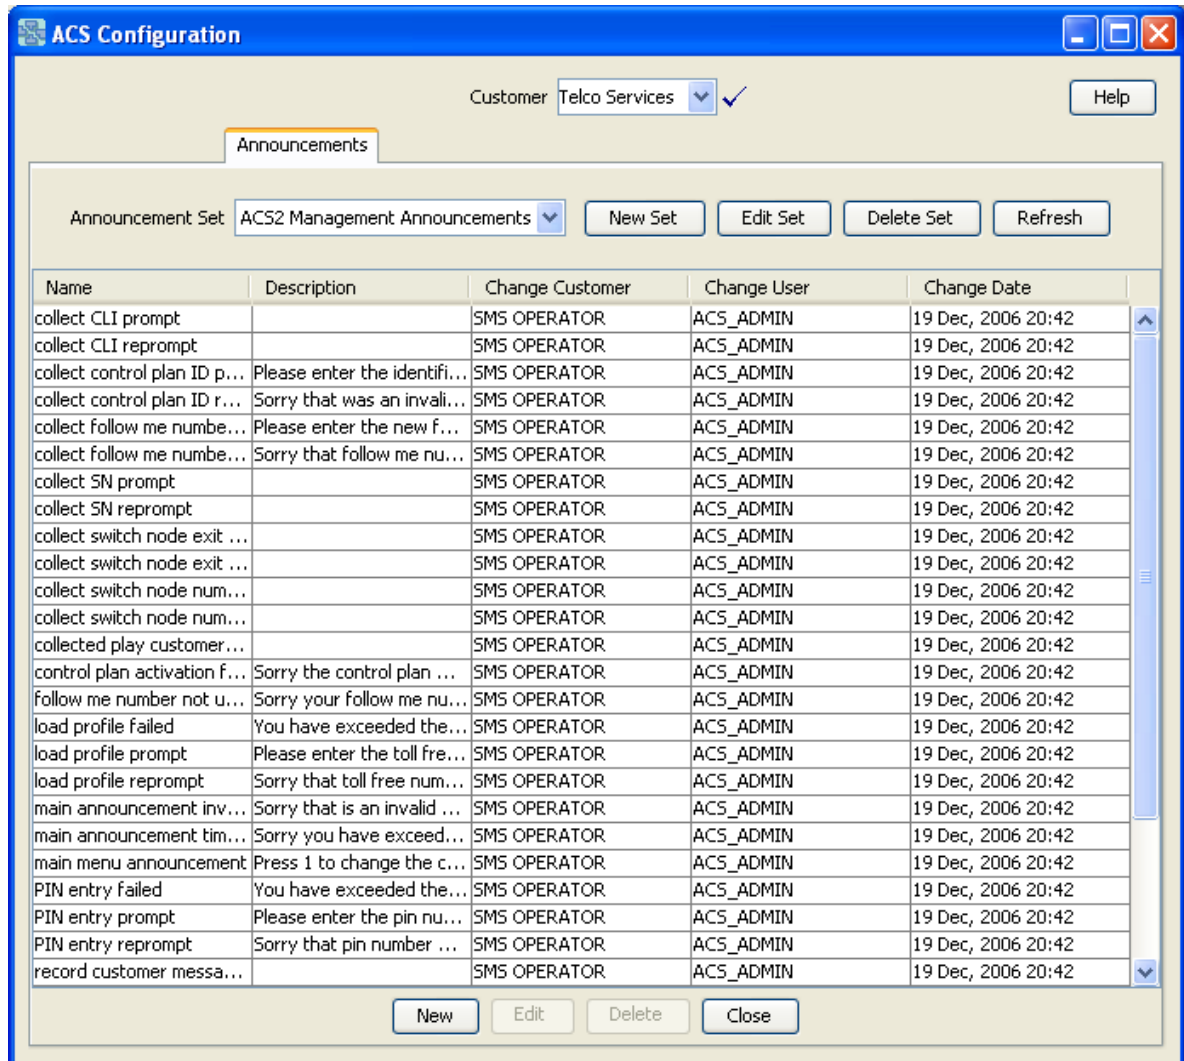 ACS Configuration
Customer Telco Services Help
Announcements
Announcement Set ACS2 Management Announcements New Set Edit Set Delete Set Refresh
Name Description Change Customer Change User Change Date
collect CLI prompt SMS OPERATOR ACS_ADMIN 19 Dec, 2006 20:42
collect CLI reprompt SMS OPERATOR ACS_ADMIN 19 Dec, 2006 20:42
collect control plan ID p... Please enter the identifi... SMS OPERATOR ACS_ADMIN 19 Dec, 2006 20:42
collect control plan ID r... Sorry that was an invali... SMS OPERATOR ACS_ADMIN 19 Dec, 2006 20:42
collect follow me numbe... Please enter the new f... SMS OPERATOR ACS_ADMIN 19 Dec, 2006 20:42
collect follow me numbe... Sorry that follow me nu... SMS OPERATOR ACS_ADMIN 19 Dec, 2006 20:42
collect SN prompt SMS OPERATOR ACS_ADMIN 19 Dec, 2006 20:42
collect SN reprompt SMS OPERATOR ACS_ADMIN 19 Dec, 2006 20:42
collect switch node exit ... SMS OPERATOR ACS_ADMIN 19 Dec, 2006 20:42
collect switch node exit ... SMS OPERATOR ACS_ADMIN 19 Dec, 2006 20:42
collect switch node num... SMS OPERATOR ACS_ADMIN 19 Dec, 2006 20:42
collect switch node num... SMS OPERATOR ACS_ADMIN 19 Dec, 2006 20:42
collected play customer... SMS OPERATOR ACS_ADMIN 19 Dec, 2006 20:42
control plan activation f... Sorry the control plan ... SMS OPERATOR ACS_ADMIN 19 Dec, 2006 20:42
follow me number not u... Sorry your follow me nu... SMS OPERATOR ACS_ADMIN 19 Dec, 2006 20:42
load profile failed You have exceeded the... SMS OPERATOR ACS_ADMIN 19 Dec, 2006 20:42
load profile prompt Please enter the toll fre... SMS OPERATOR ACS_ADMIN 19 Dec, 2006 20:42
load profile reprompt Sorry that toll free num... SMS OPERATOR ACS_ADMIN 19 Dec, 2006 20:42
main announcement inv... Sorry that is an invalid ... SMS OPERATOR ACS_ADMIN 19 Dec, 2006 20:42
main announcement tim... Sorry you have exceed... SMS OPERATOR ACS_ADMIN 19 Dec, 2006 20:42
main menu announcement Press 1 to change the c... SMS OPERATOR ACS_ADMIN 19 Dec, 2006 20:42
PIN entry failed You have exceeded the... SMS OPERATOR ACS_ADMIN 19 Dec, 2006 20:42
PIN entry prompt Please enter the pin nu... SMS OPERATOR ACS_ADMIN 19 Dec, 2006 20:42
PIN entry reprompt Sorry that pin number ... SMS OPERATOR ACS_ADMIN 19 Dec, 2006 20:42
record customer messa... SMS OPERATOR ACS_ADMIN 19 Dec, 2006 20:42
New Edit Delete Close